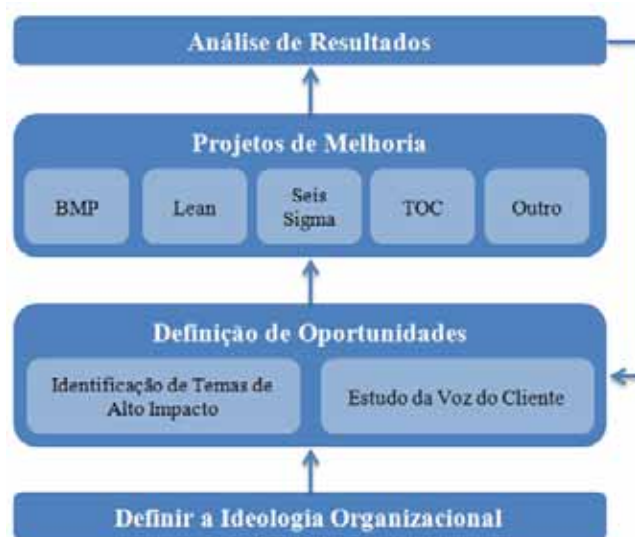 Análise de Resultados
Projetos de Melhoria
BMP
Lean
Seis
Sigma
TOC
Outro
Definição de Oportunidades
Identificação de Temas de
Alto Impacto
Estudo da Voz do Cliente
Definir a Ideologia Organizacional